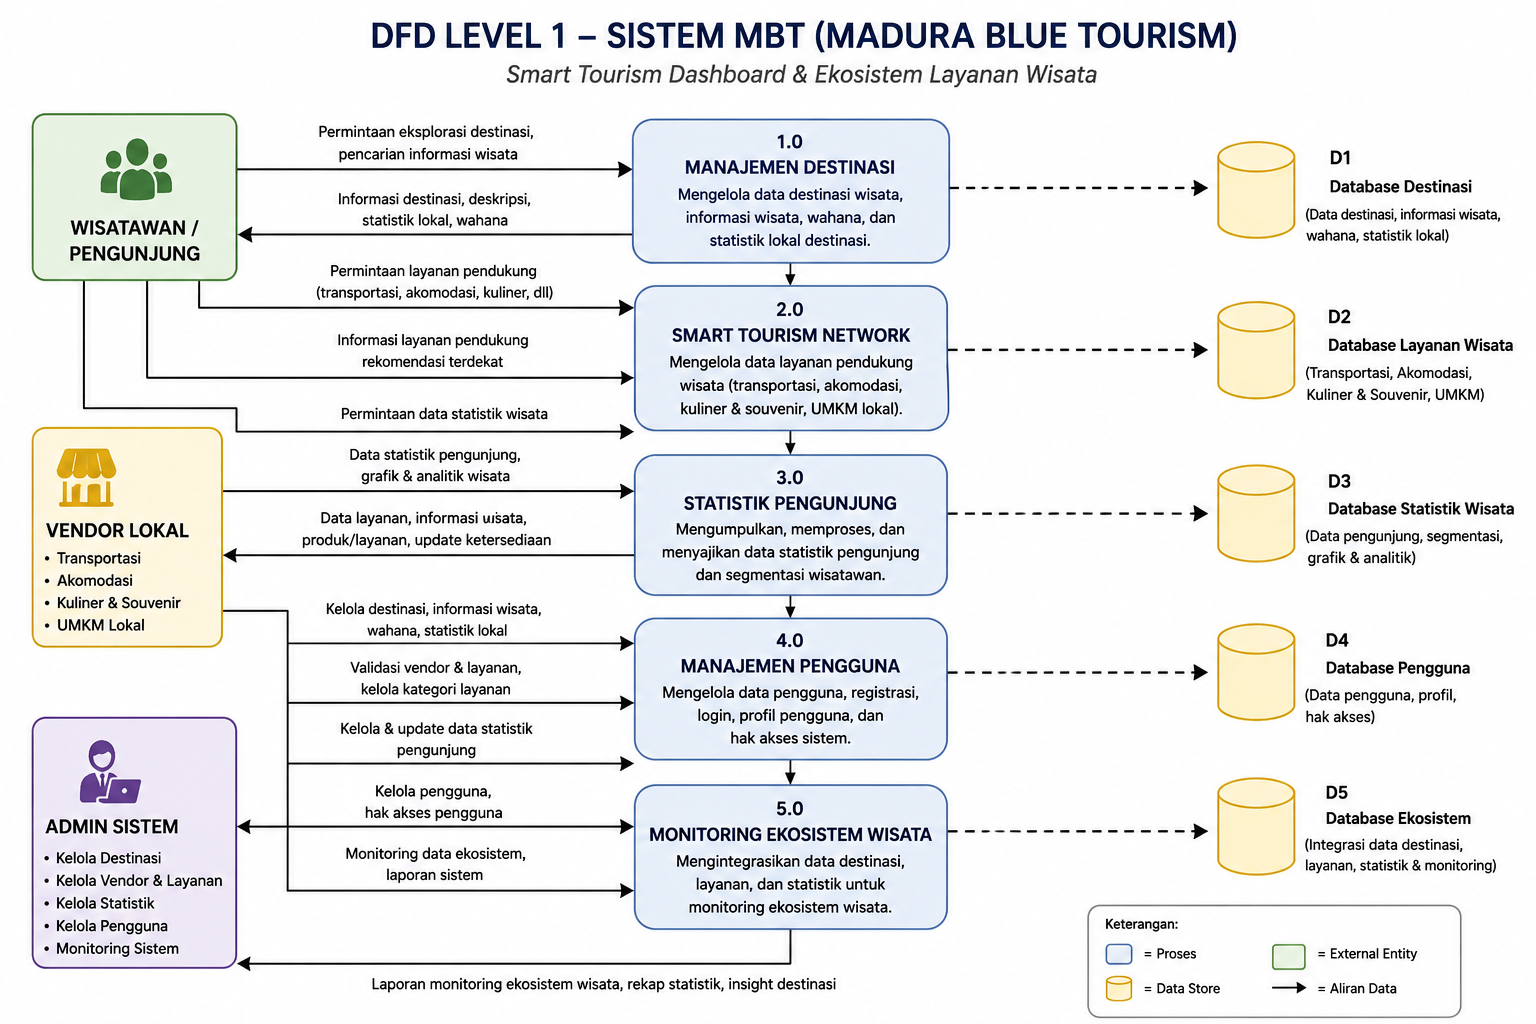 DFD LEVEL 1 – SISTEM MBT (MADURA BLUE TOURISM)
Smart Tourism Dashboard & Ekosistem Layanan Wisata
WISATAWAN /
PENGUNJUNG
Permintaan eksplorasi destinasi,
pencarian informasi wisata
Informasi destinasi, deskripsi,
statistik lokal, wahana
Permintaan layanan pendukung
(transportasi, akomodasi, kuliner, dll)
Informasi layanan pendukung
rekomendasi terdekat
Permintaan data statistik wisata
VENDOR LOKAL
• Transportasi
• Akomodasi
• Kuliner & Souvenir
• UMKM Lokal
Data statistik pengunjung,
grafik & analitik wisata
Data layanan, informasi wisata,
produk/layanan, update ketersediaan
Kelola destinasi, informasi wisata,
wahana, statistik lokal
Validasi vendor & layanan,
kelola kategori layanan
Kelola & update data statistik
pengunjung
ADMIN SISTEM
• Kelola Destinasi
• Kelola Vendor & Layanan
• Kelola Statistik
• Kelola Pengguna
• Monitoring Sistem
Kelola pengguna,
hak akses pengguna
Monitoring data ekosistem,
laporan sistem
Laporan monitoring ekosistem wisata, rekap statistik, insight destinasi
1.0
MANAJEMEN DESTINASI
Mengelola data destinasi wisata,
informasi wisata, wahana, dan
statistik lokal destinasi.
2.0
SMART TOURISM NETWORK
Mengelola data layanan pendukung
wisata (transportasi, akomodasi,
kuliner & souvenir, UMKM lokal).
3.0
STATISTIK PENGUNJUNG
Mengumpulkan, memproses, dan
menyajikan data statistik pengunjung
dan segmentasi wisatawan.
4.0
MANAJEMEN PENGGUNA
Mengelola data pengguna, registrasi,
login, profil pengguna, dan
hak akses sistem.
5.0
MONITORING EKOSISTEM WISATA
Mengintegrasikan data destinasi,
layanan, dan statistik untuk
monitoring ekosistem wisata.
D1
Database Destinasi
(Data destinasi, informasi wisata,
wahana, statistik lokal)
D2
Database Layanan Wisata
(Transportasi, Akomodasi,
Kuliner & Souvenir, UMKM)
D3
Database Statistik Wisata
(Data pengunjung, segmentasi,
grafik & analitik)
D4
Database Pengguna
(Data pengguna, profil,
hak akses)
D5
Database Ekosistem
(Integrasi data destinasi,
layanan, statistik & monitoring)
Keterangan:
= Proses
= External Entity
= Data Store
= Aliran Data